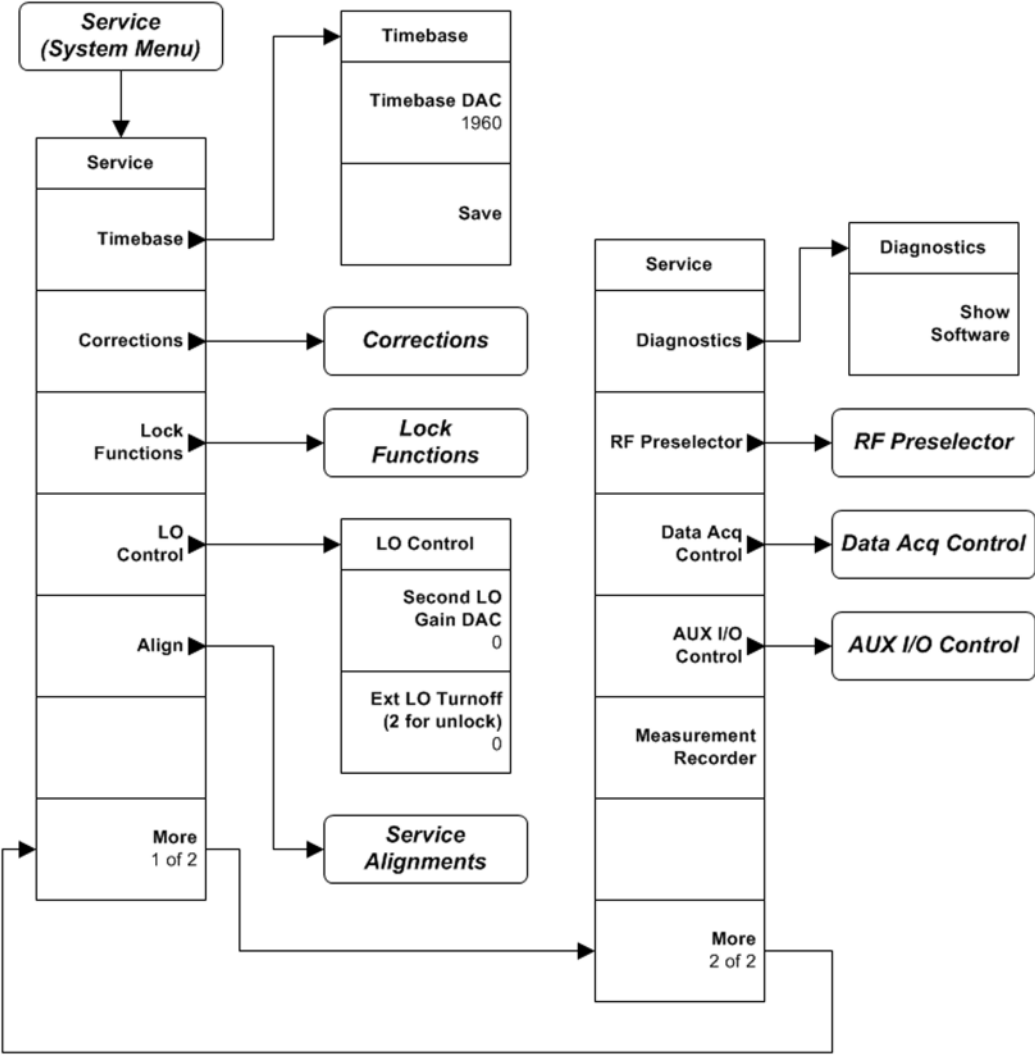 Service
(System Menu)
Service
Timebase
Corrections
Lock
Functions
LO
Control
Align
More
1 of 2
Timebase
Timebase DAC
1960
Save
Corrections
Lock
Functions
LO Control
Second LO
Gain DAC
0
Ext LO Turnoff
(2 for unlock)
0
Service
Alignments
Service
Diagnostics
RF Preselector
Data Acq
Control
AUX I/O
Control
Measurement
Recorder
More
2 of 2
Diagnostics
Show
Software
RF Preselector
Data Acq Control
AUX I/O Control